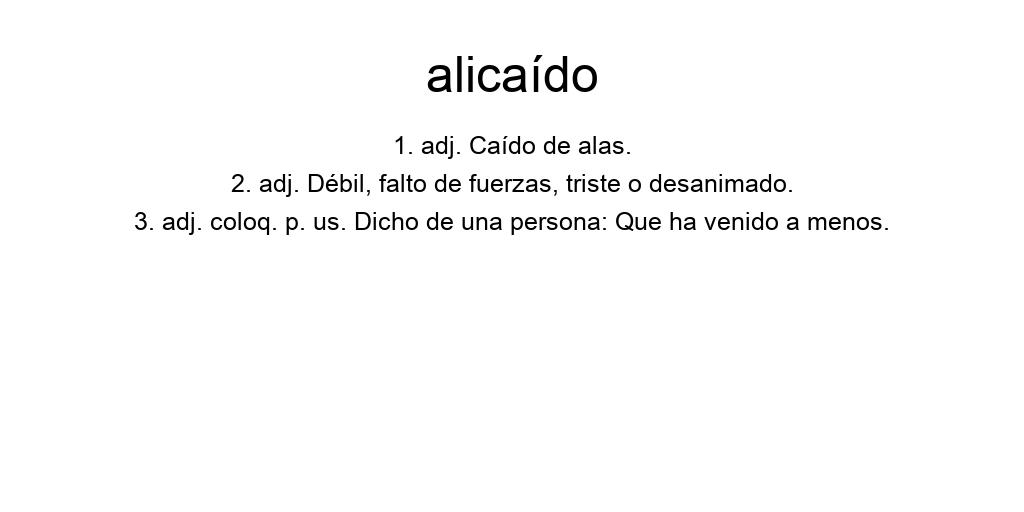 alicaído
1. adj. Caído de alas.
2. adj. Débil, falto de fuerzas, triste o desanimado.
3. adj. coloq. p. us. Dicho de una persona: Que ha venido a menos.